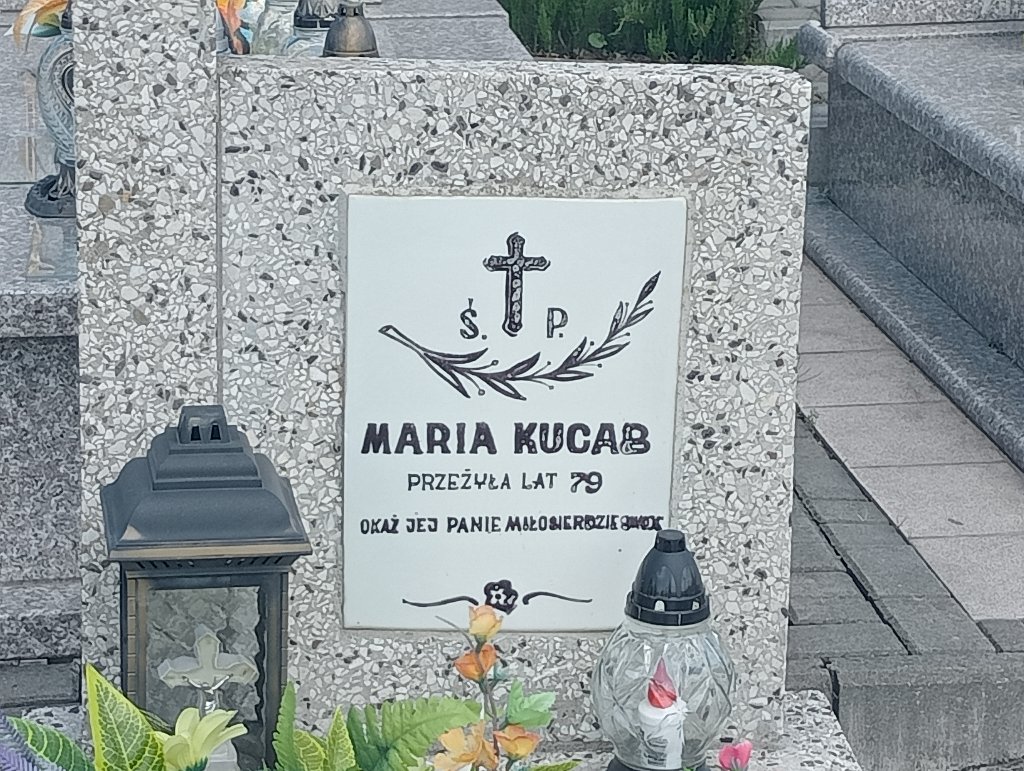 Ś. P.
MARIA KUCAB
PRZEŻYŁA LAT 79
OKAŻ JEJ PANIE MIŁOSIERDZIE SWOJE